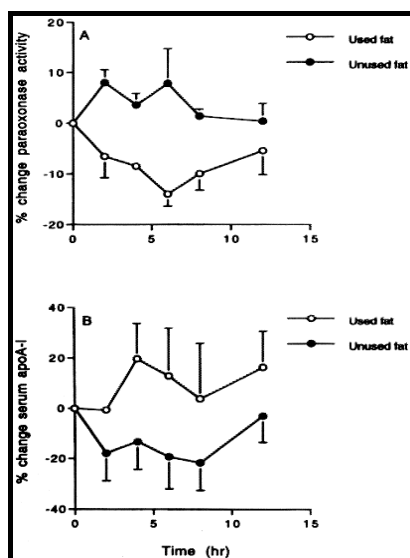 A
% change paraoxonase activity
20
10
0
-10
-20
0
5
10
15
Used fat
Unused fat
B
% change serum apoA-I
40
20
0
-20
-40
0
5
10
15
Used fat
Unused fat
Time (hr)